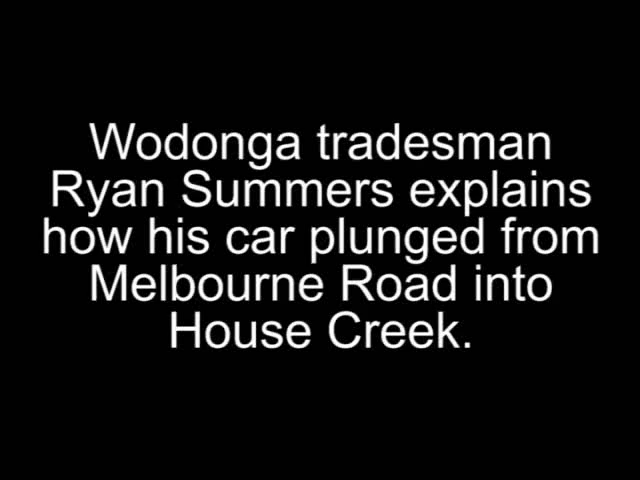 Wodonga tradesman
Ryan Summers explains
how his car plunged from
Melbourne Road into
House Creek.